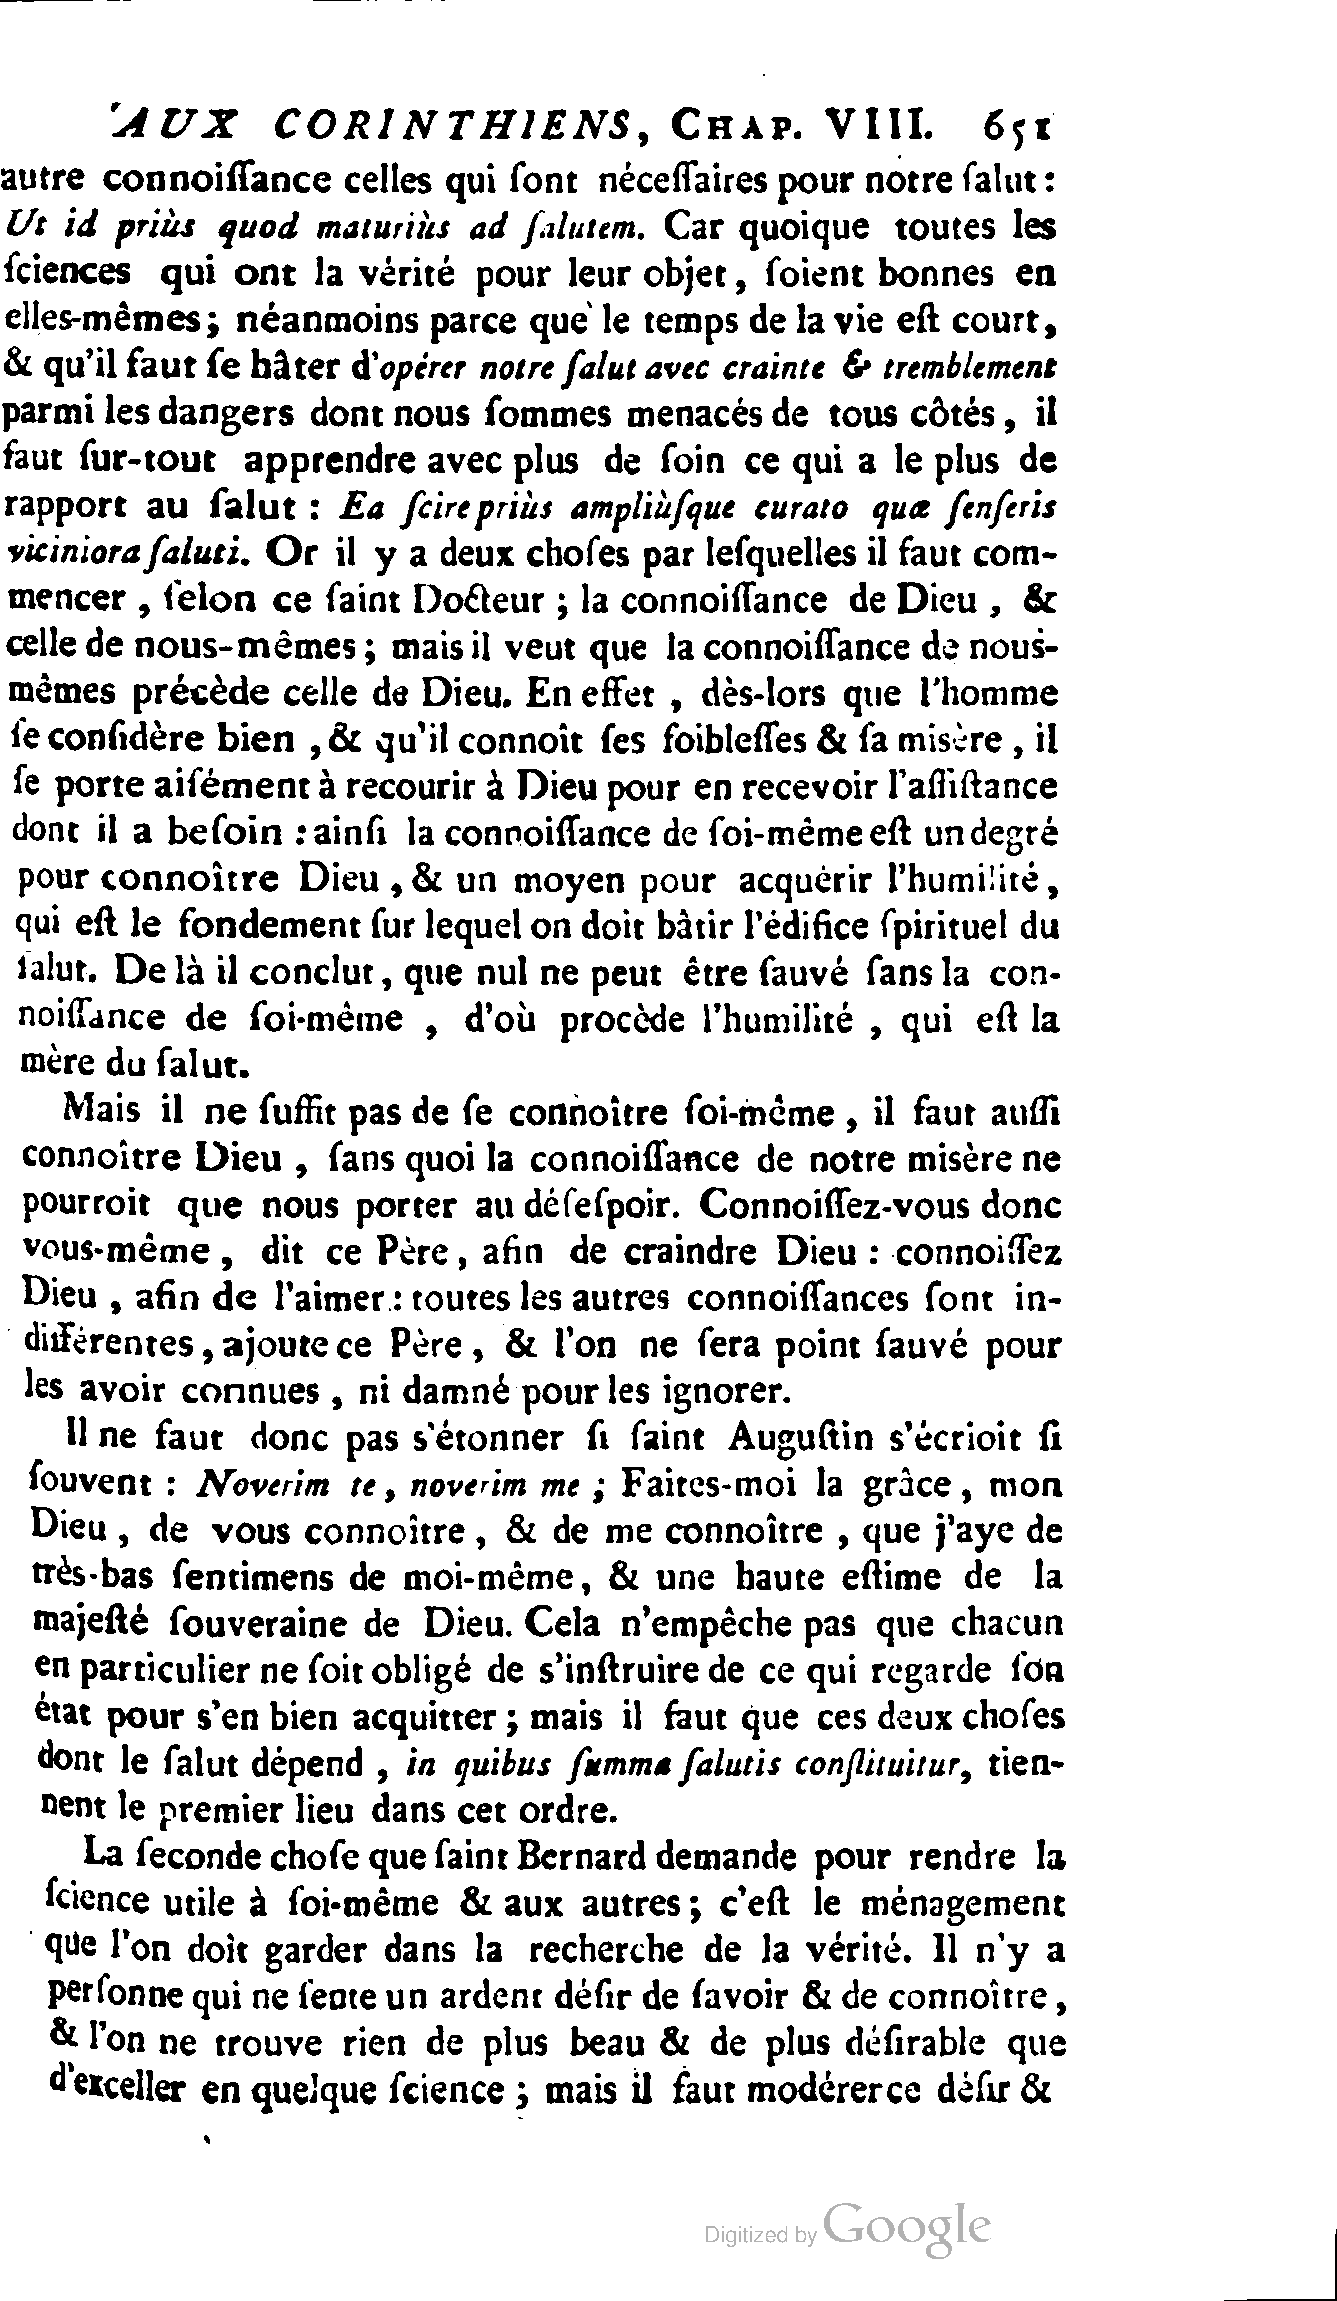 AUX CORINTHIENS, CHAP. VIII. 651
autre connoiſſance celles qui ſont néceſſaires pour notre ſalut :
Ut id priùs quod maturiùs ad ſalutem. Car quoique toutes les
ſciences qui ont la vérité pour leur objet, ſoient bonnes en
elles-mêmes ; néanmoins parce que le temps de la vie eſt court,
& qu'il faut ſe hâter d'opérer notre ſalut avec crainte & tremblement
parmi les dangers dont nous ſommes menacés de tous côtés, il
faut ſur-tout apprendre avec plus de ſoin ce qui a le plus de
rapport au ſalut : Ea ſcire priùs ampliùſque curato quæ ſenſeris
viciniora ſaluti. Or il y a deux choſes par leſquelles il faut com-
mencer, ſelon ce ſaint Docteur ; la connoiſſance de Dieu, &
celle de nous-mêmes ; mais il veut que la connoiſſance de nous-
mêmes précède celle de Dieu. En effet, dès-lors que l'homme
ſe conſidère bien, & qu'il connoît ſes foibleſſes & ſa misère, il
ſe porte aiſément à recourir à Dieu pour en recevoir l'aſſiſtance
dont il a beſoin : ainſi la connoiſſance de ſoi-même eſt un degré
pour connoître Dieu, & un moyen pour acquérir l'humilité,
qui eſt le fondement ſur lequel on doit bâtir l'édifice ſpirituel du
ſalut. De là il conclut, que nul ne peut être ſauvé ſans la con-
noiſſance de ſoi-même, d'où procède l'humilité, qui eſt la
mère du ſalut.
Mais il ne ſuffit pas de ſe connoître ſoi-même, il faut auſſi
connoître Dieu, ſans quoi la connoiſſance de notre misère ne
pourroit que nous porter au déſeſpoir. Connoiſſez-vous donc
vous-même, dit ce Père, afin de craindre Dieu : connoiſſez
Dieu, afin de l'aimer : toutes les autres connoiſſances ſont in-
différentes, ajoute ce Père, & l'on ne ſera point ſauvé pour
les avoir connues, ni damné pour les ignorer.
Il ne faut donc pas s'étonner ſi ſaint Auguſtin s'écrioit ſi
ſouvent : Noverim te, noverim me ; Faites-moi la grâce, mon
Dieu, de vous connoître, & de me connoître, que j'aye de
très-bas ſentimens de moi-même, & une haute eſtime de la
majeſté ſouveraine de Dieu. Cela n'empêche pas que chacun
en particulier ne ſoit obligé de s'inſtruire de ce qui regarde ſon
état pour s'en bien acquitter ; mais il faut que ces deux choſes
dont le ſalut dépend, in quibus ſumma ſalutis conſtituitur, tien-
nent le premier lieu dans cet ordre.
La ſeconde choſe que ſaint Bernard demande pour rendre la
ſcience utile à ſoi-même & aux autres ; c'eſt le ménagement
que l'on doit garder dans la recherche de la vérité. Il n'y a
perſonne qui ne ſente un ardent déſir de ſavoir & de connoître,
& l'on ne trouve rien de plus beau & de plus déſirable que
d'exceller en quelque ſcience ; mais il faut modérer ce déſir &
Digitized by Google